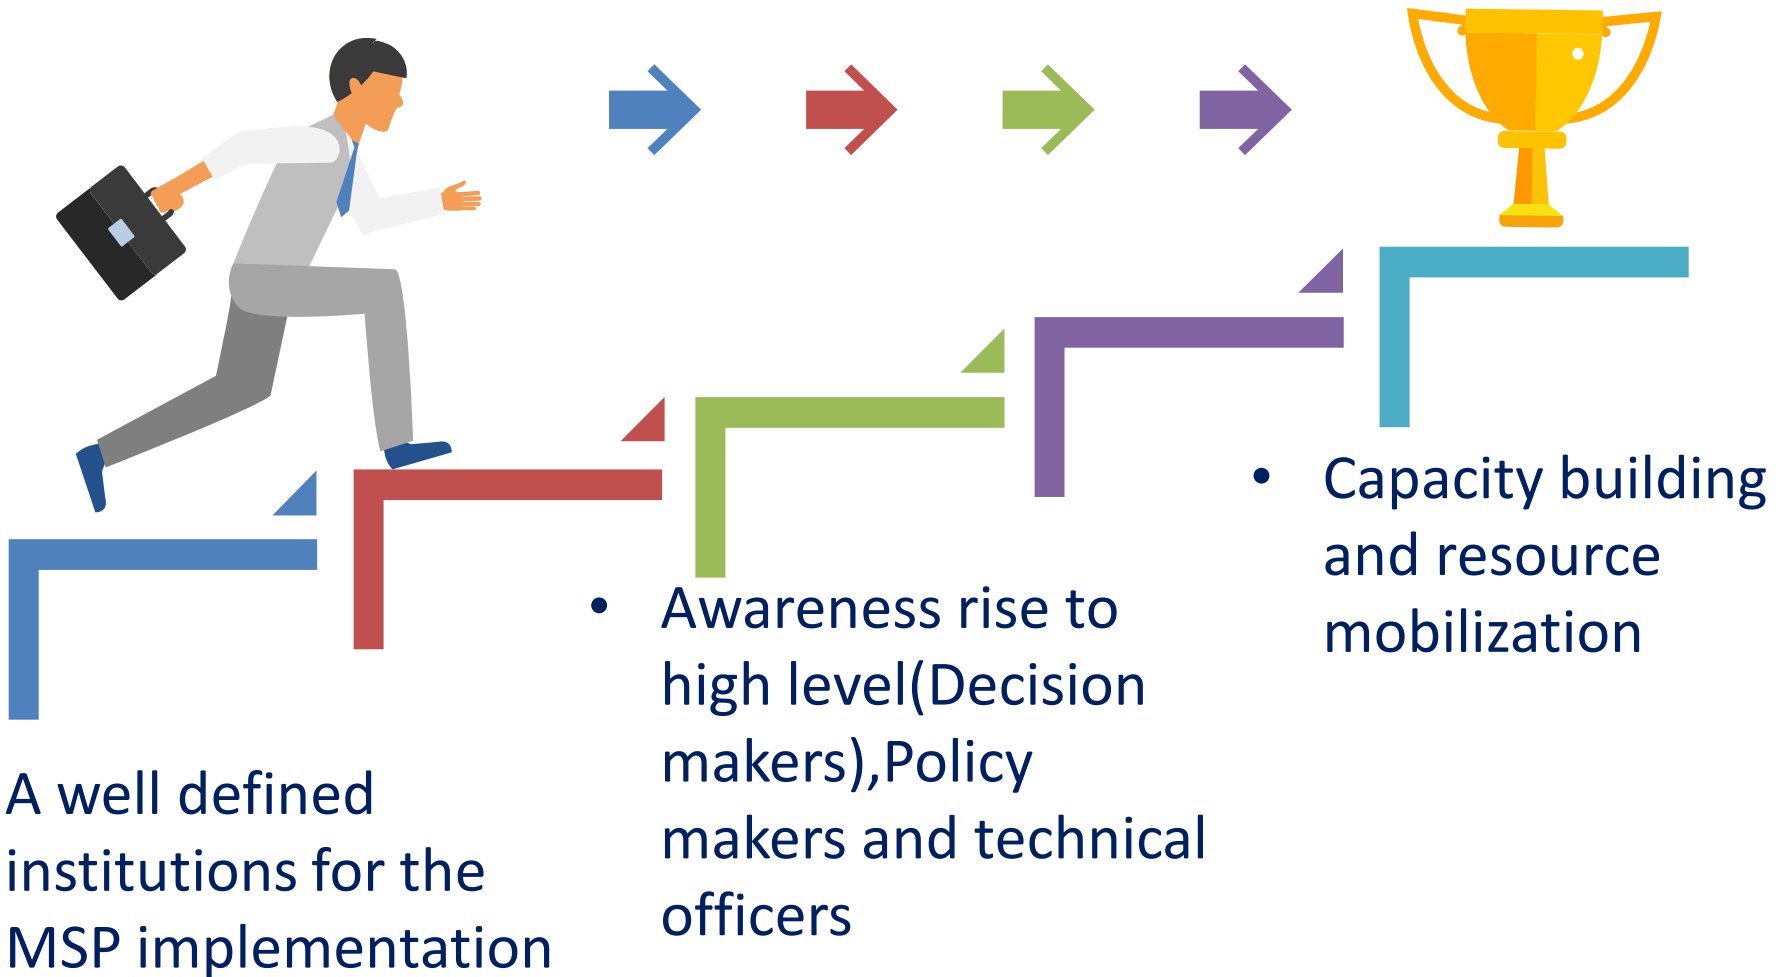 A well defined
institutions for the
MSP implementation
• Awareness rise to
high level(Decision
makers),Policy
makers and technical
officers
• Capacity building
and resource
mobilization